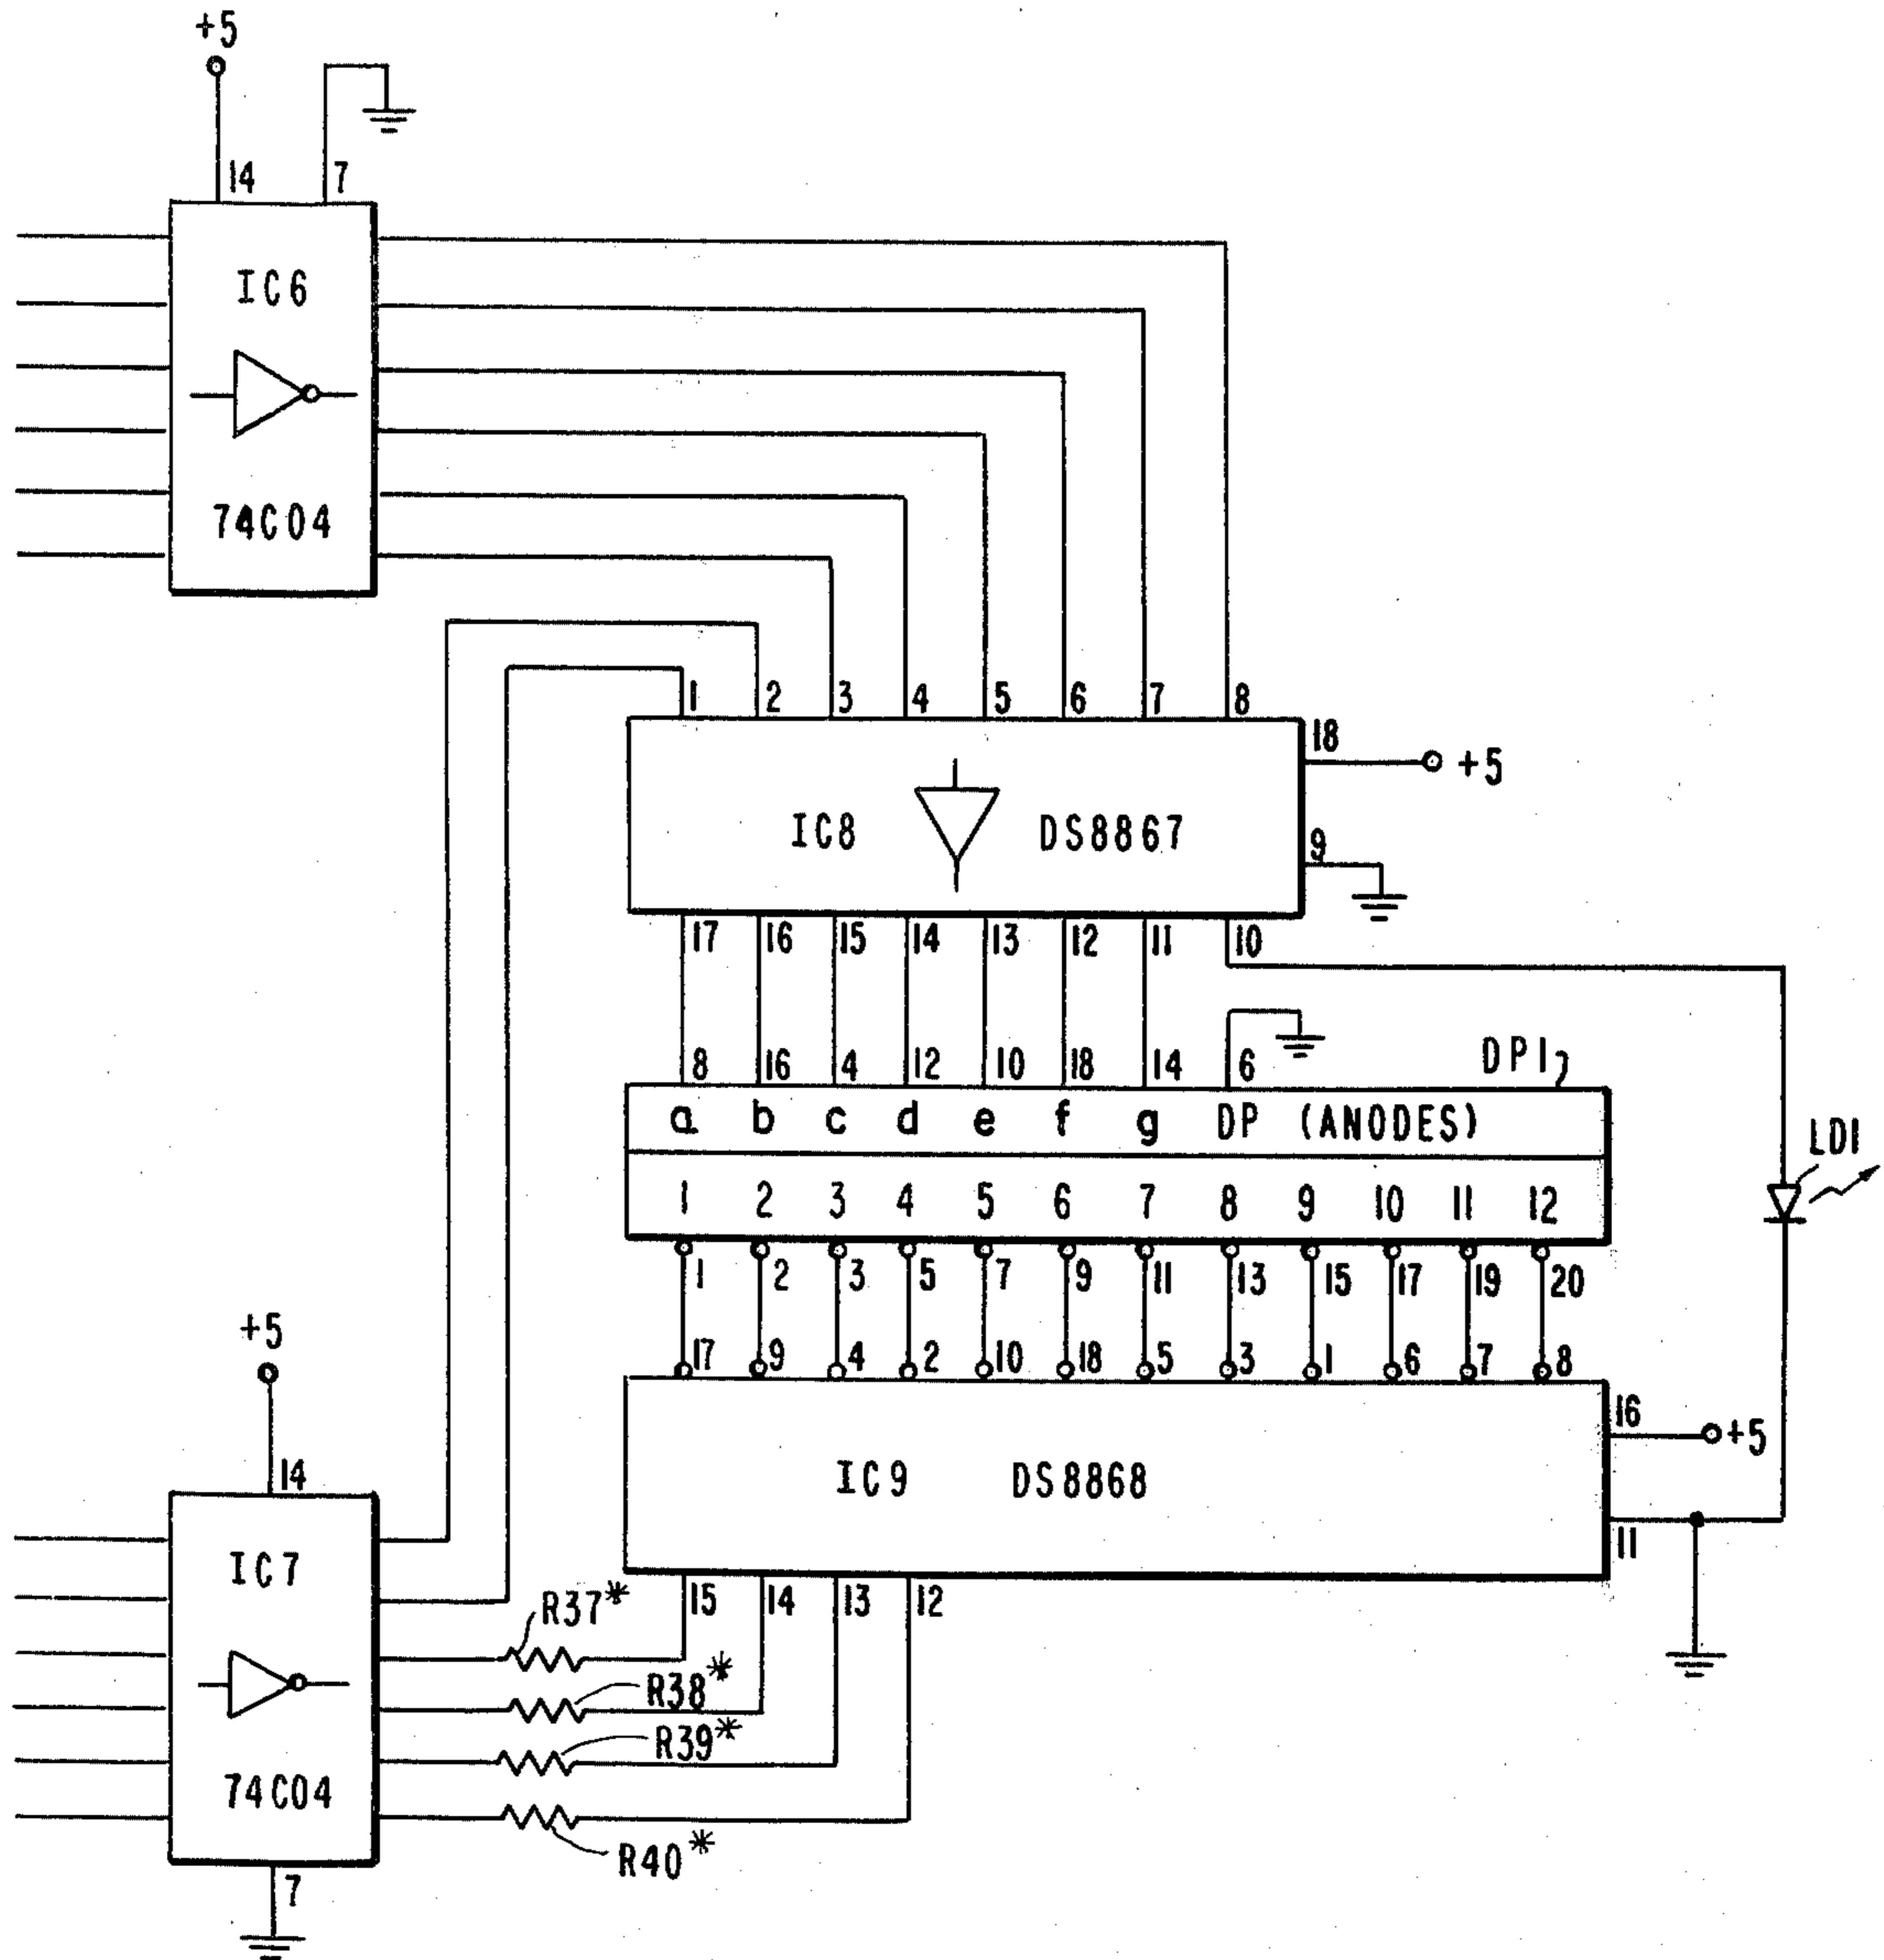 +5
14 7
IC6
74C04
1 2 3 4 5 6 7 8
18
+5
IC8 DS8867
9
17 16 15 14 13 12 11 10
8 16 4 12 10 18 14 6
DP1
a b c d e f g DP (ANODES)
LD1
1 2 3 4 5 6 7 8 9 10 11 12
1 2 3 5 7 9 11 13 15 17 19 20
17 9 4 2 10 18 5 3 1 6 7 8
16
+5
IC9 DS8868
11
15 14 13 12
+5
14
IC7
74C04
7
R37*
R38*
R39*
R40*